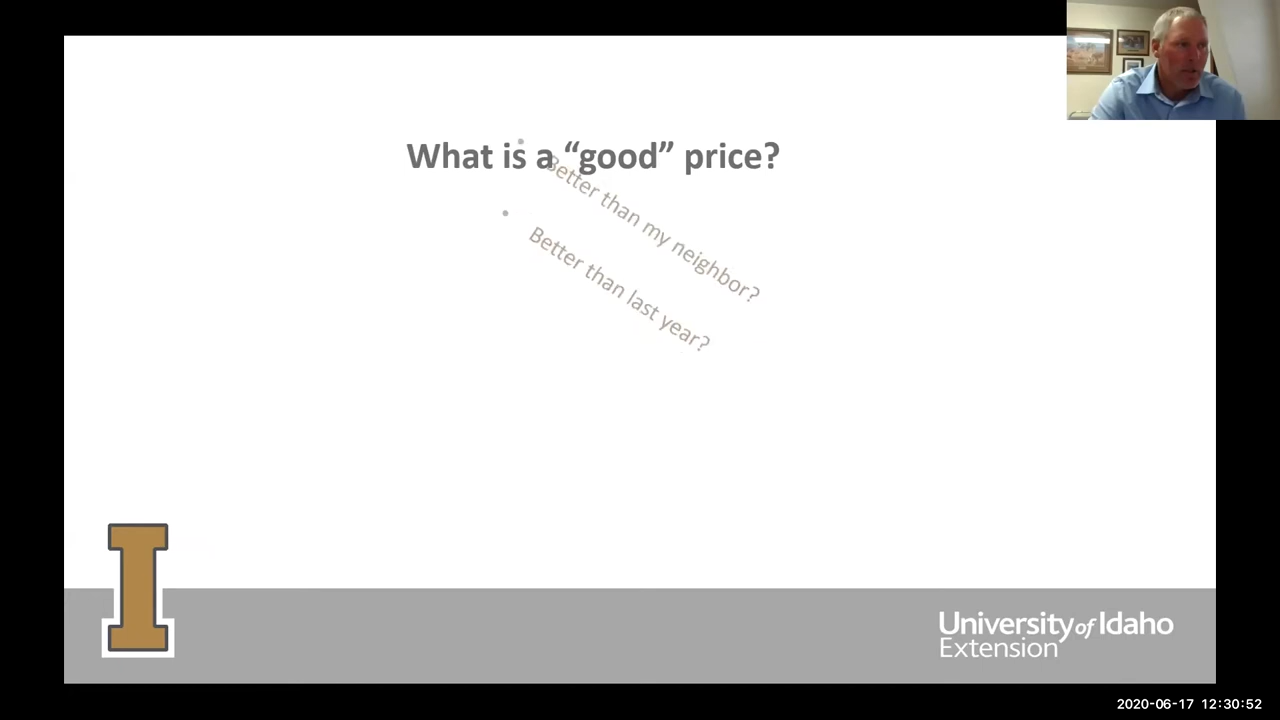 What is a “good” price?
• Better than my neighbor?
• Better than last year?
I
University of Idaho
Extension
2020-06-17 12:30:52